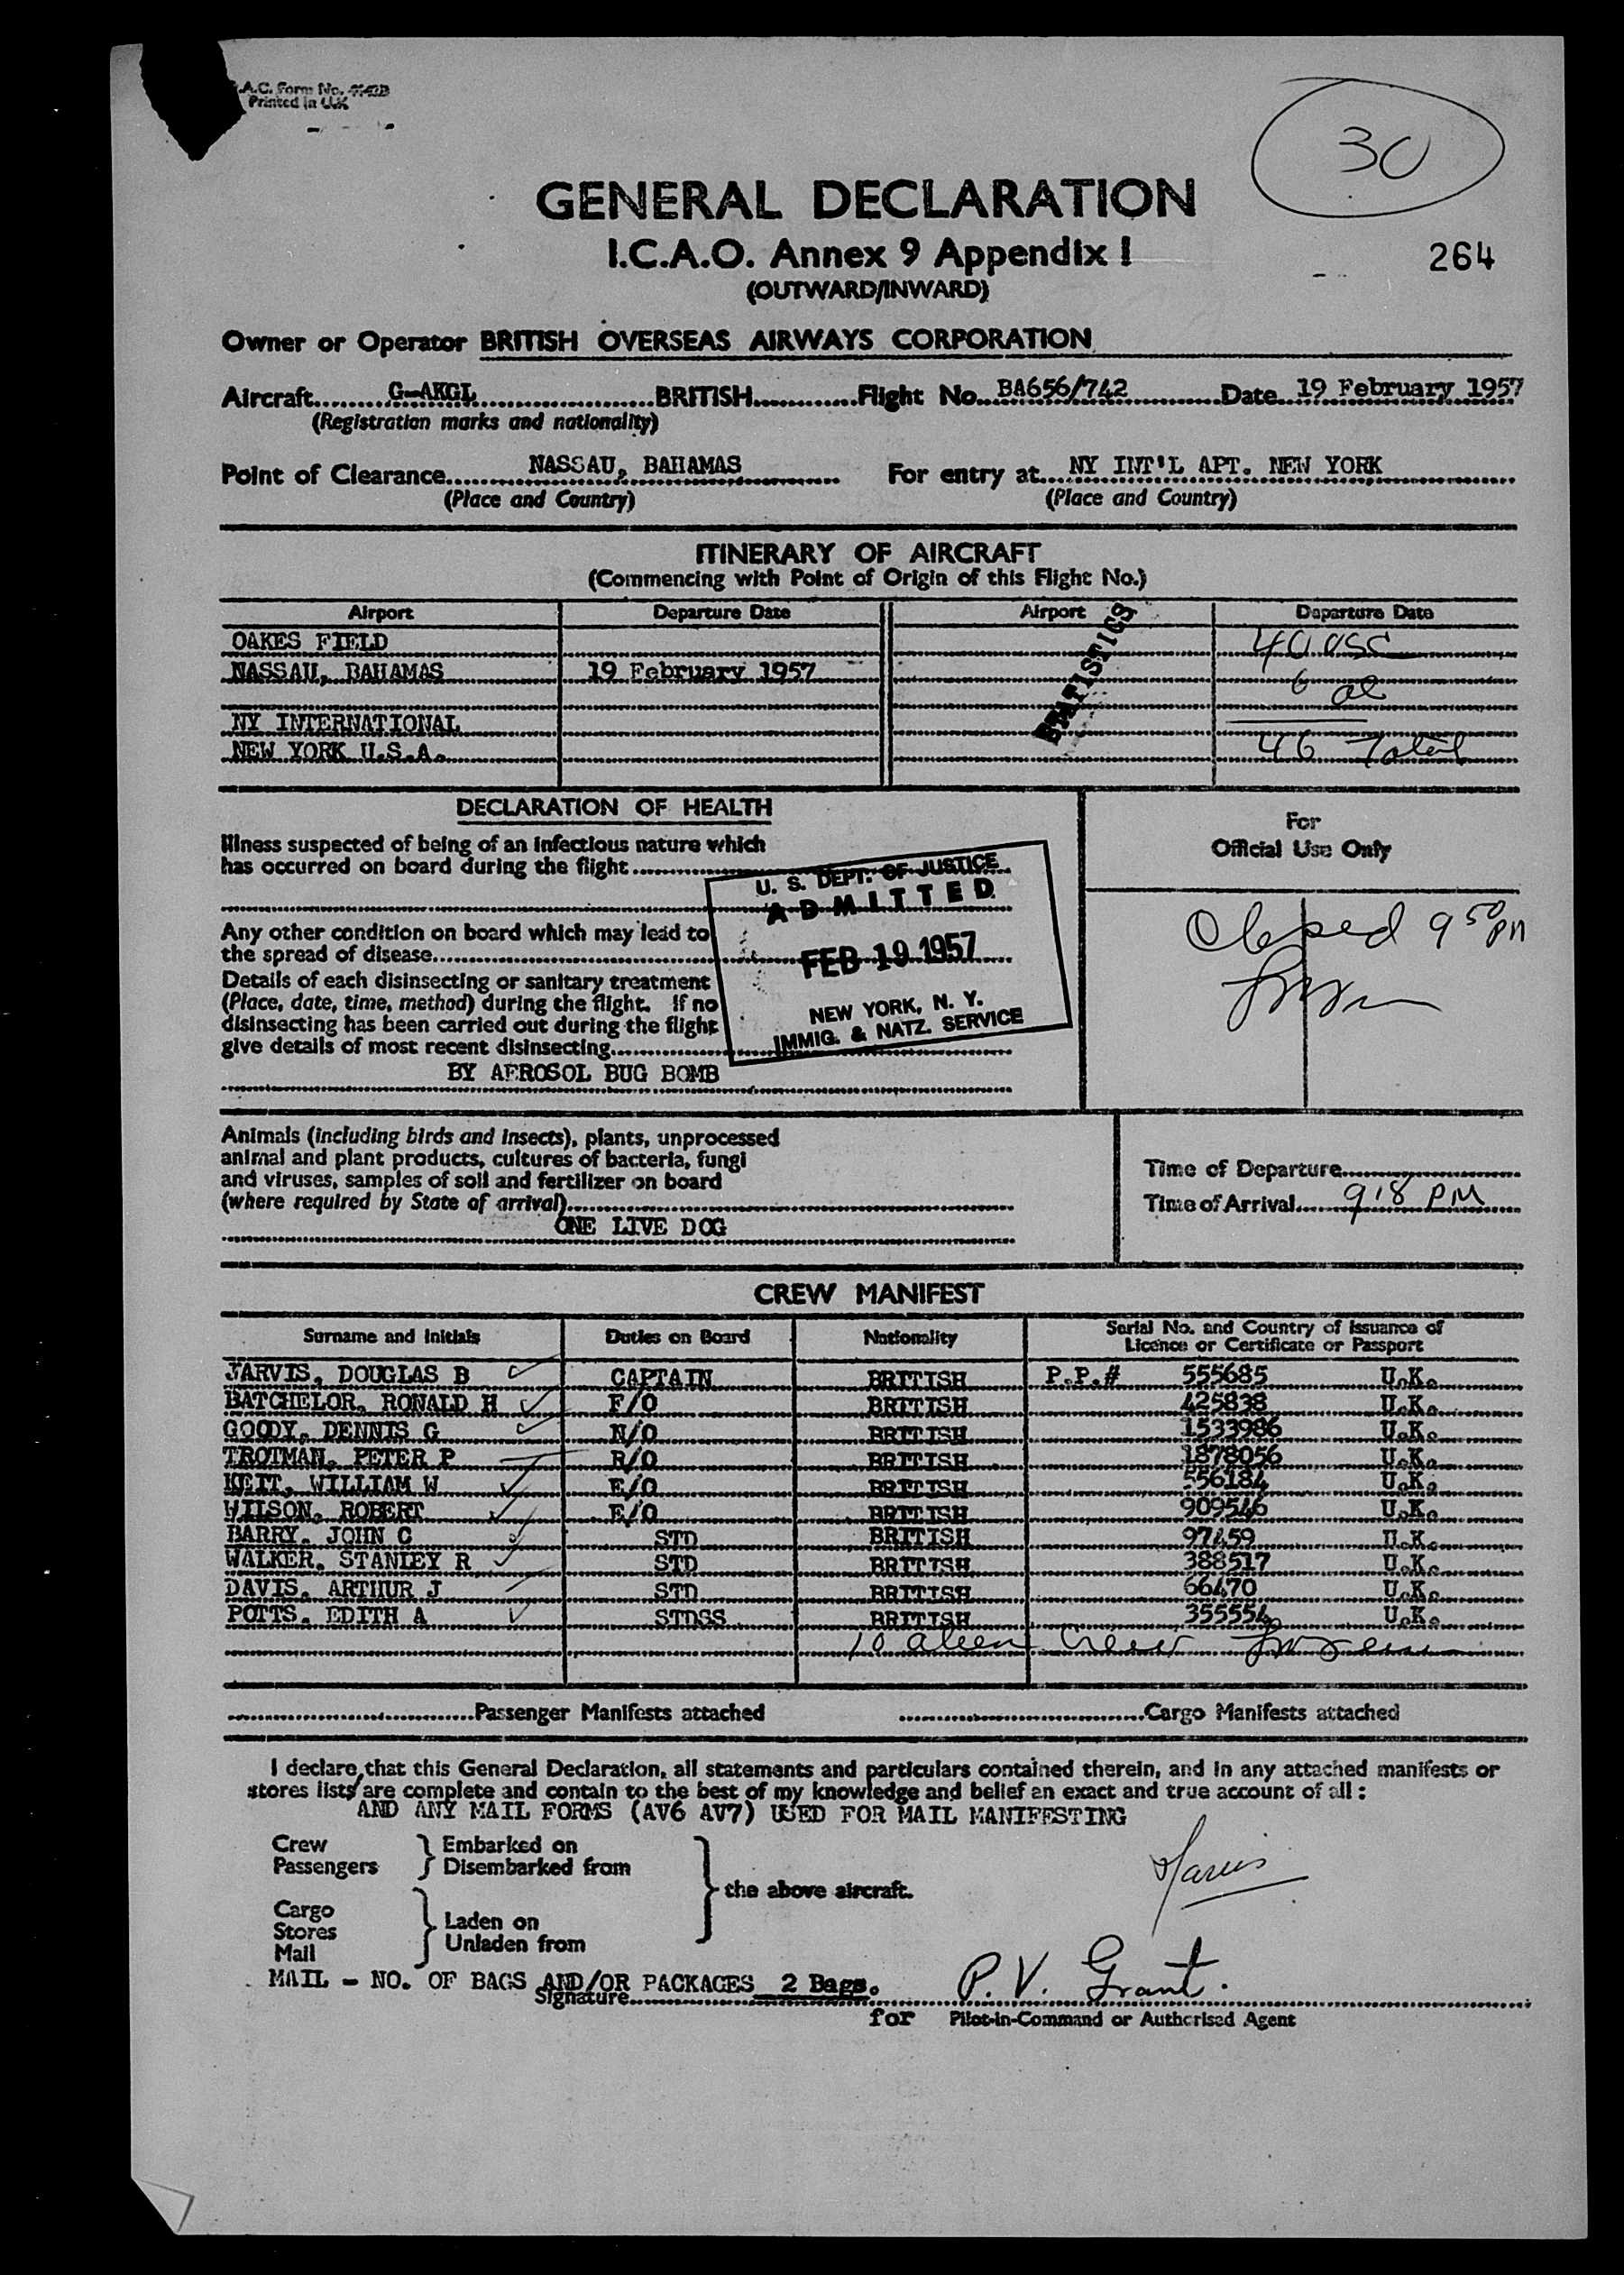 .A.C. Form No.
Printed in U.K
30
GENERAL DECLARATION
I.C.A.O. Annex 9 Appendix I
264
(OUTWARD/INWARD)
Owner or Operator BRITISH OVERSEAS AIRWAYS CORPORATION
Aircraft G-AKGL BRITISH Flight No. BA656/742 Date 19 February 1957
(Registration marks and nationality)
Point of Clearance NASSAU, BAHAMAS For entry at NY INT'L APT. NEW YORK
(Place and Country) (Place and Country)
ITINERARY OF AIRCRAFT
(Commencing with Point of Origin of this Flight No.)
Airport Departure Date Airport Departure Date
STATISTICS
OAKES FIELD 40 USC
NASSAU, BAHAMAS 19 February 1957
6 al
NY INTERNATIONAL
NEW YORK U.S.A. 46 Total
DECLARATION OF HEALTH
For
Official Use Only
Illness suspected of being of an infectious nature which
has occurred on board during the flight
U. S. DEPT. OF JUSTICE
ADMITTED
FEB 19 1957
NEW YORK, N. Y.
IMMIG. & NATZ. SERVICE
9 50 PM
Any other condition on board which may lead to
the spread of disease
Details of each disinsecting or sanitary treatment
(Place, date, time, method) during the flight. If no
disinsecting has been carried out during the flight
give details of most recent disinsecting
BY AEROSOL BUG BOMB
Animals (including birds and insects), plants, unprocessed
animal and plant products, cultures of bacteria, fungi
and viruses, samples of soil and fertilizer on board
(where required by State of arrival)
ONE LIVE DOG
Time of Departure
Time of Arrival 918 PM
CREW MANIFEST
Surname and Initials Duties on Board Nationality Serial No. and Country of Issuance of
Licence or Certificate or Passport
JARVIS, DOUGLAS B CAPTAIN BRITISH P.P.# 555685 U.K.
BATCHELOR, RONALD H F/O BRITISH 425838 U.K.
GOODY, DENNIS G N/O BRITISH 1533986 U.K.
TROTMAN, PETER P R/O BRITISH 1878056 U.K.
KEIT, WILLIAM W E/O BRITISH 556184 U.K.
WILSON, ROBERT E/O BRITISH 909546 U.K.
BARRY, JOHN C STD BRITISH 97459 U.K.
WALKER, STANLEY R STD BRITISH 388517 U.K.
DAVIS, ARTHUR J STD BRITISH 66470 U.K.
POTTS, EDITH A STDSS BRITISH 355554 U.K.
10 alien crew
Passenger Manifests attached Cargo Manifests attached
I declare that this General Declaration, all statements and particulars contained therein, and in any attached manifests or
stores lists are complete and contain to the best of my knowledge and belief an exact and true account of all :
AND ANY MAIL FORMS (AV6 AV7) USED FOR MAIL MANIFESTING
Crew Embarked on
Passengers Disembarked from
the above aircraft.
Jarvis
Cargo
Stores Laden on
Mail Unladen from
MAIL - NO. OF BAGS AND/OR PACKAGES 2 Bags.
Signature P. V. Grant.
for Pilot-in-Command or Authorised Agent